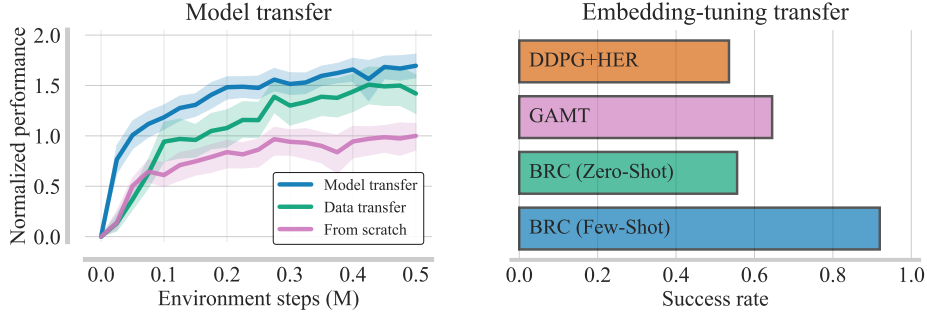 Model transfer
Normalized performance
2.0
1.5
1.0
0.5
0.0
Model transfer
Data transfer
From scratch
0.0 0.1 0.2 0.3 0.4 0.5
Environment steps (M)
Embedding-tuning transfer
DDPG+HER
GAMT
BRC (Zero-Shot)
BRC (Few-Shot)
0.0 0.2 0.4 0.6 0.8 1.0
Success rate